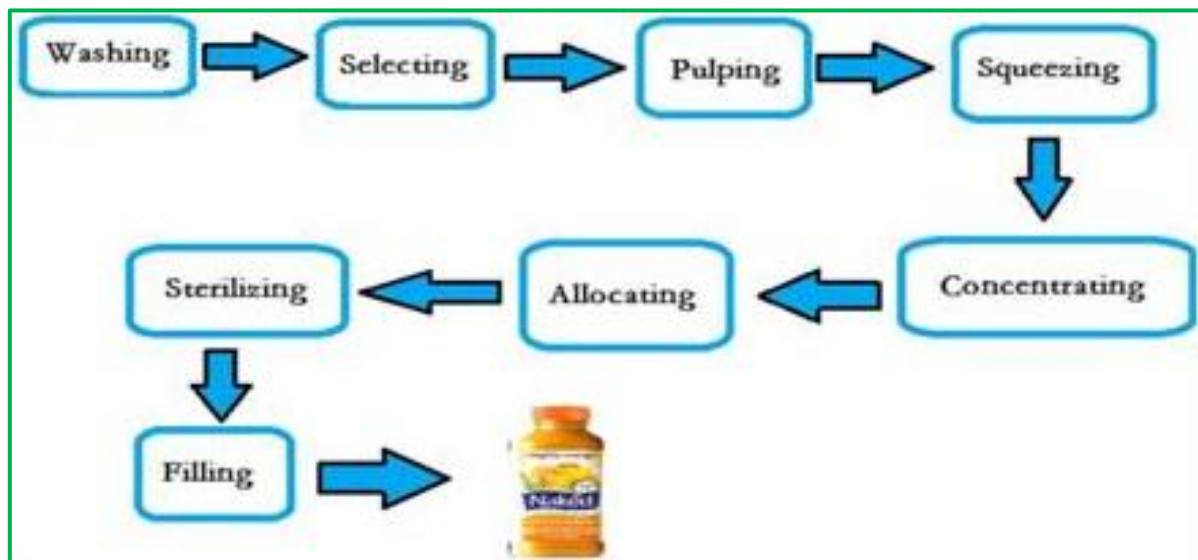 Washing
Selecting
Pulping
Squeezing
Concentrating
Allocating
Sterilizing
Filling
Naked